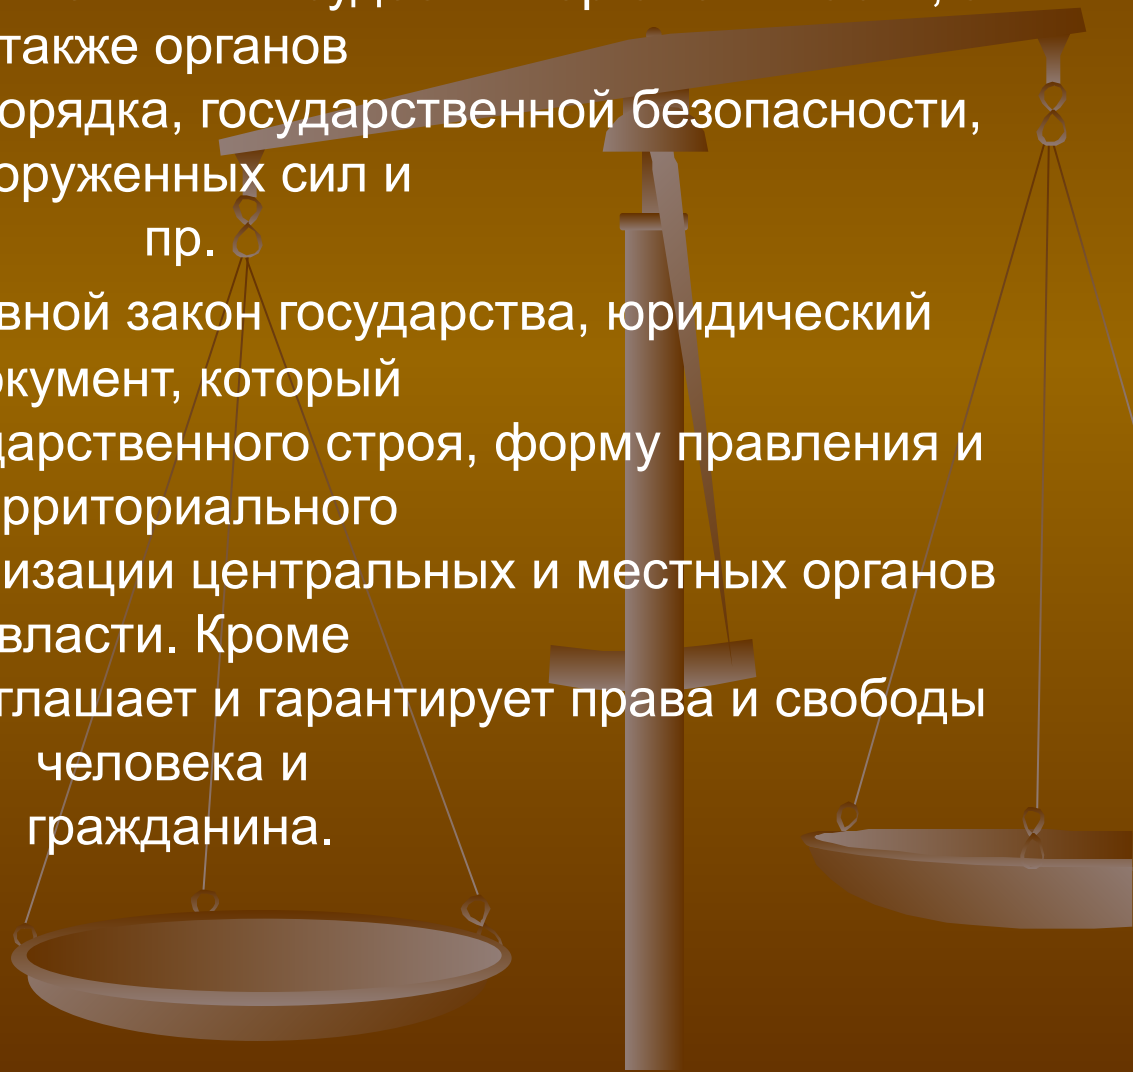 также органов
орядка, государственной безопасности,
оруженных сил и
пр.
вной закон государства, юридический
окумент, который
дарственного строя, форму правления и
рриториального
изации центральных и местных органов
власти. Кроме
глашает и гарантирует права и свободы
человека и
гражданина.